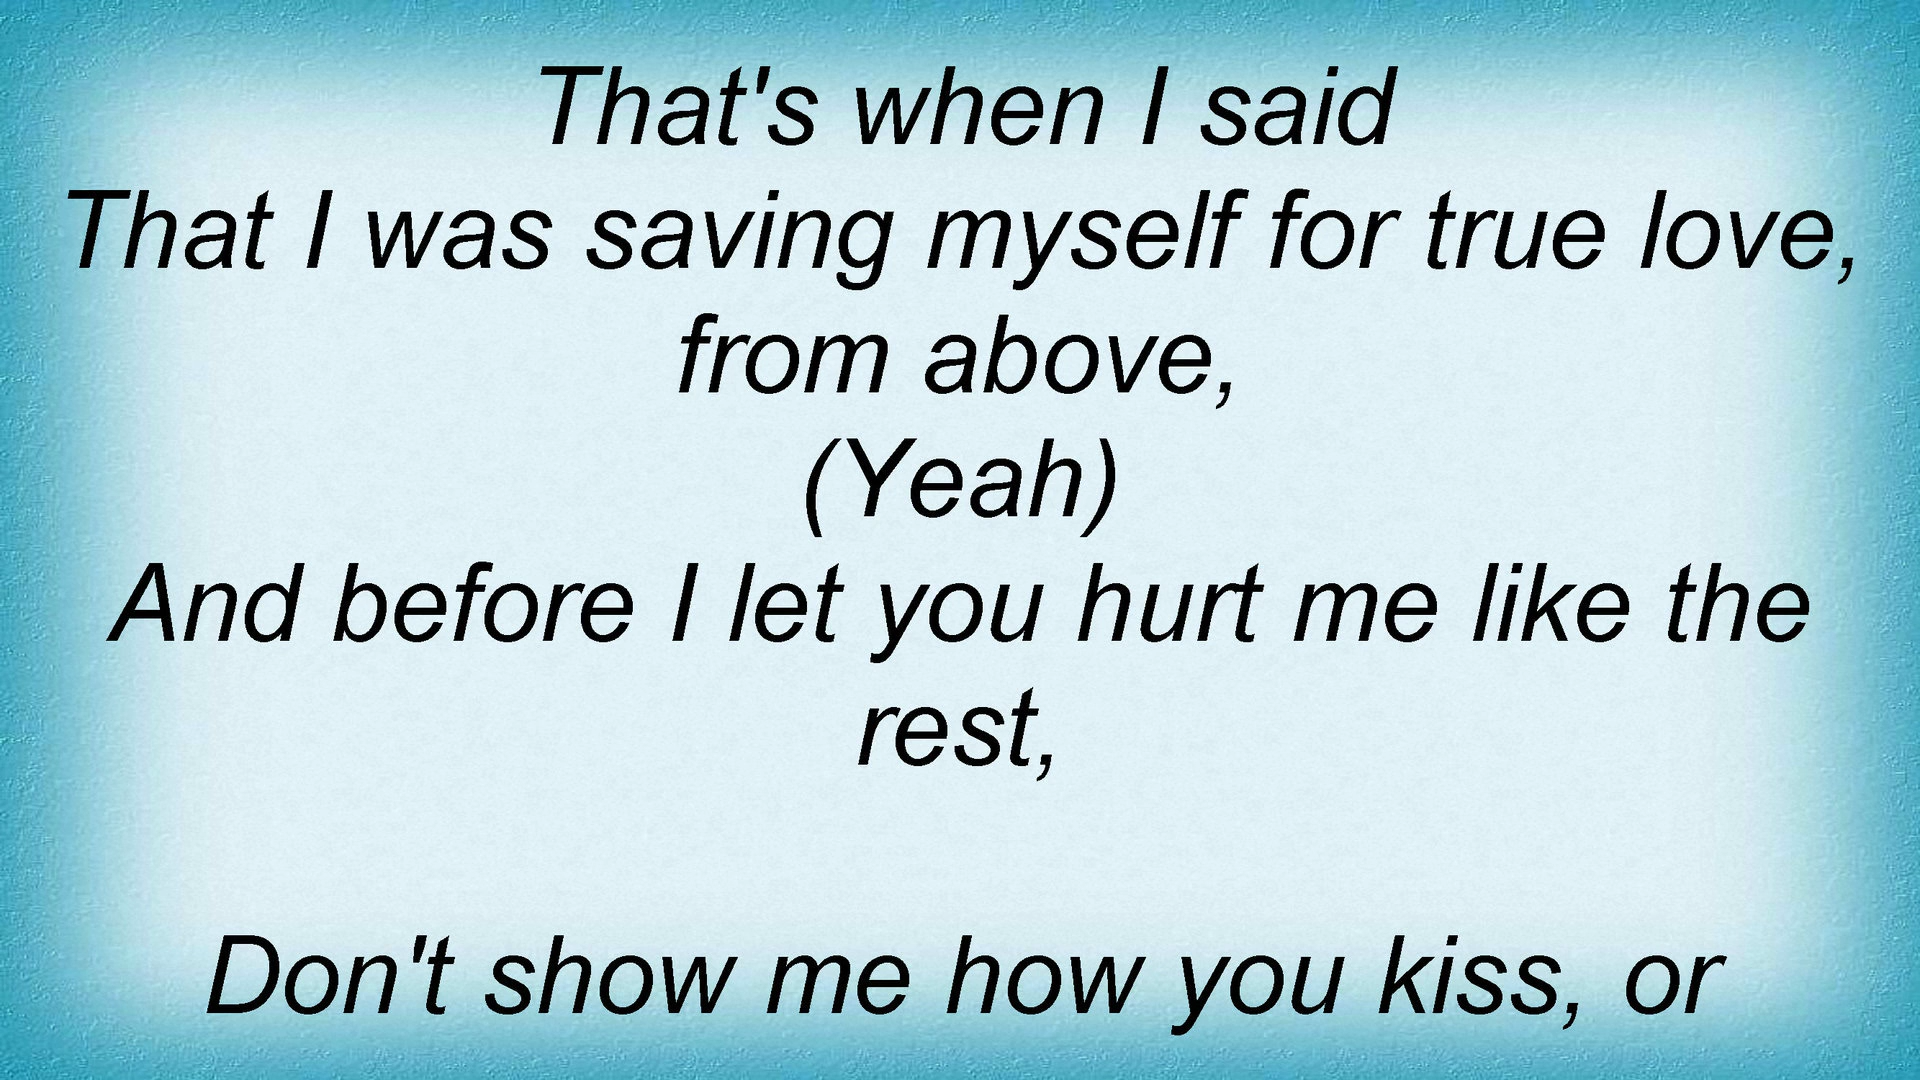 That's when I said
That I was saving myself for true love,
from above,
(Yeah)
And before I let you hurt me like the
rest,
Don't show me how you kiss, or